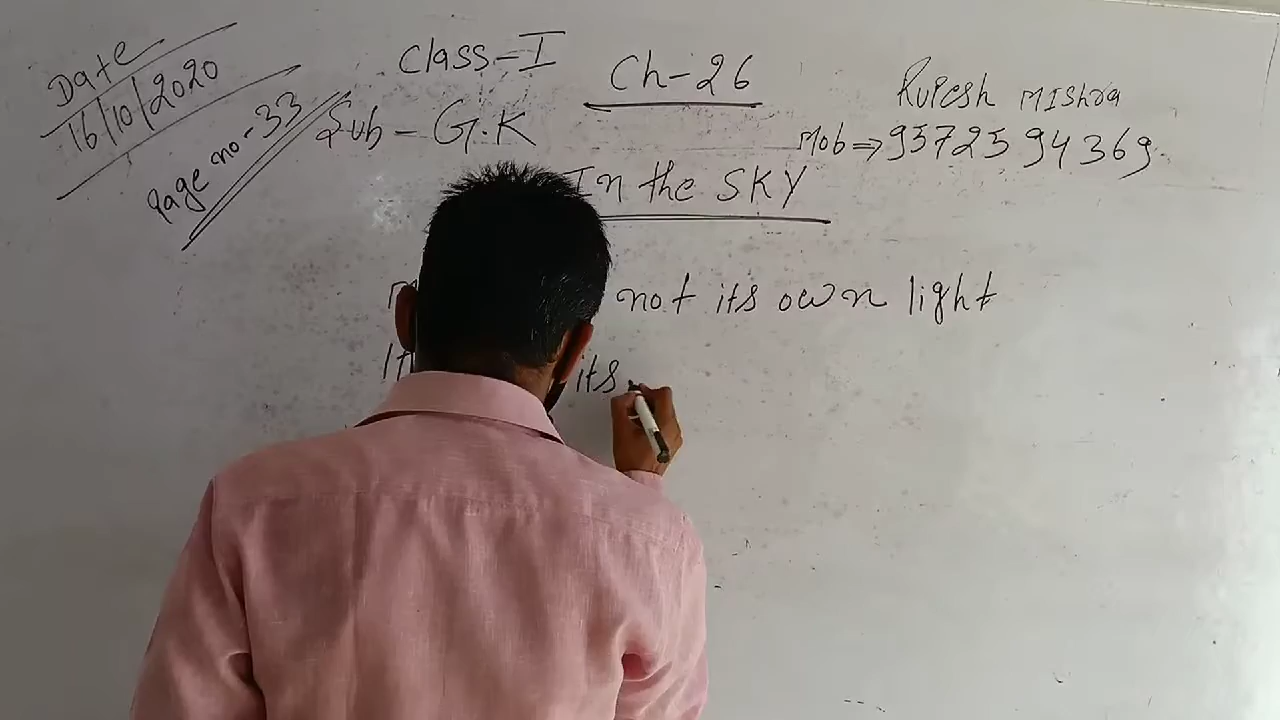 Date
16/10/2020
Page no-33
Class-I
Sub-G.K
Ch-26
In the SKY
Rupesh MIShra
Mob⇒9572594369
not its own light
its